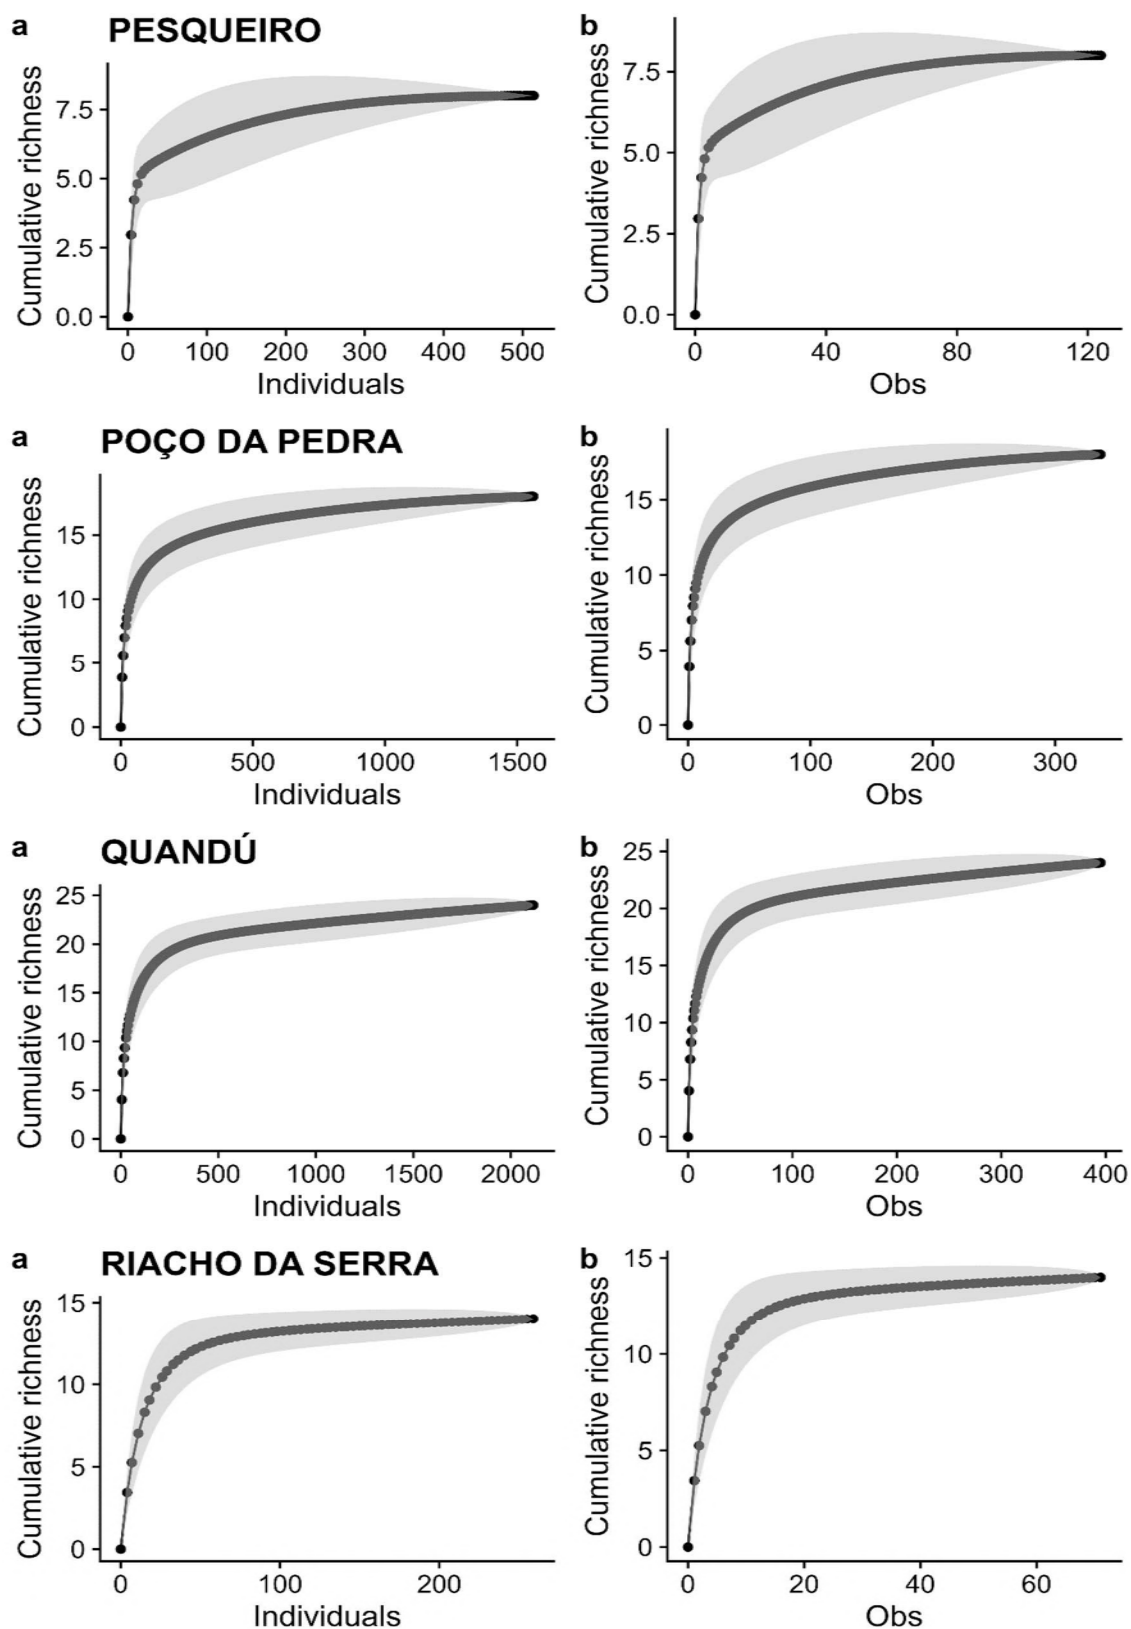 a PESQUEIRO
Cumulative richness
7.5
5.0
2.5
0.0
0 100 200 300 400 500
Individuals
b
Cumulative richness
7.5
5.0
2.5
0.0
0 40 80 120
Obs
a POÇO DA PEDRA
Cumulative richness
15
10
5
0
0 500 1000 1500
Individuals
b
Cumulative richness
15
10
5
0
0 100 200 300
Obs
a QUANDÚ
Cumulative richness
25
20
15
10
5
0
0 500 1000 1500 2000
Individuals
b
Cumulative richness
25
20
15
10
5
0
0 100 200 300 400
Obs
a RIACHO DA SERRA
Cumulative richness
15
10
5
0
0 100 200
Individuals
b
Cumulative richness
15
10
5
0
0 20 40 60
Obs